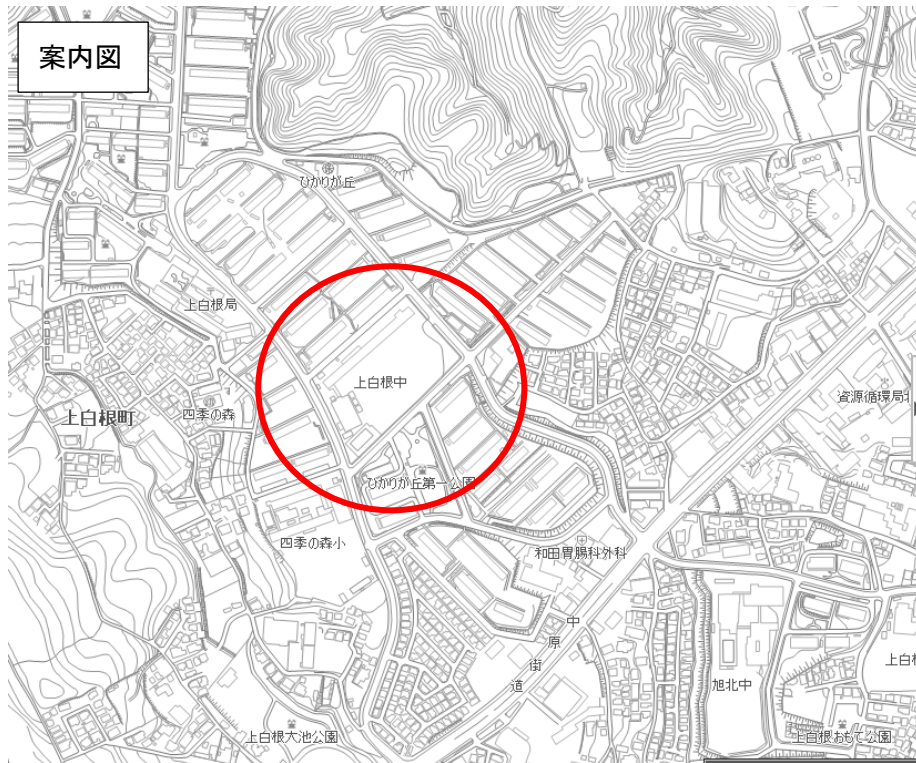 案内図
ひかりが丘
上白根局
上白根中
四季の森
上白根町
資源循環局
ひかりが丘第一公園
四季の森小
和田胃腸科外科
中原街道
旭北中
上白根
上白根大池公園
上白根おもて公園